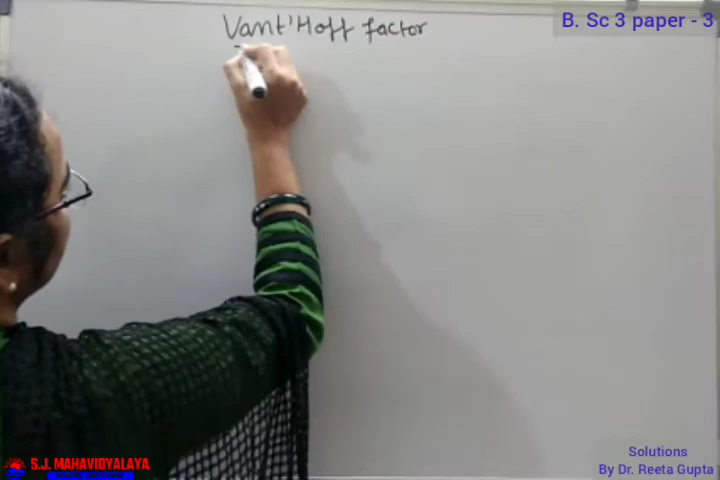 Vant'Hoff factor
B. Sc 3 paper - 3
Solutions
By Dr. Reeta Gupta
S.J. MAHAVIDYALAYA